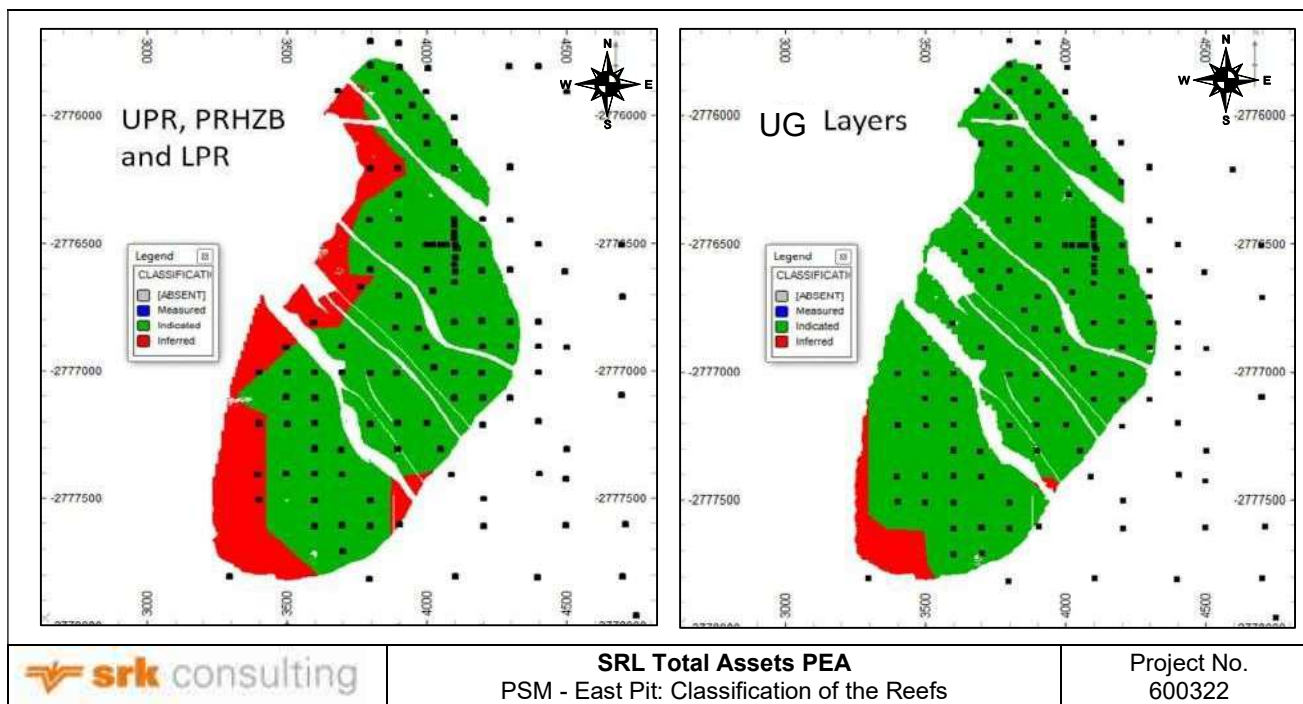 3000
3500
4000
4500
N
W
E
S
-2776000
-2776000
UPR, PRHZB
and LPR
-2776500
-2776500
Legend
CLASSIFICATI
[ABSENT]
Measured
Indicated
Inferred
-2777000
-2777000
-2777500
-2777500
3000
3500
4000
4500
3000
3500
4000
4500
N
W
E
S
-2776000
-2776000
UG Layers
-2776500
-2776500
Legend
CLASSIFICATI
[ABSENT]
Measured
Indicated
Inferred
-2777000
-2777000
-2777500
-2777500
3000
3500
4000
4500
srk consulting
SRL Total Assets PEA
PSM - East Pit: Classification of the Reefs
Project No.
600322